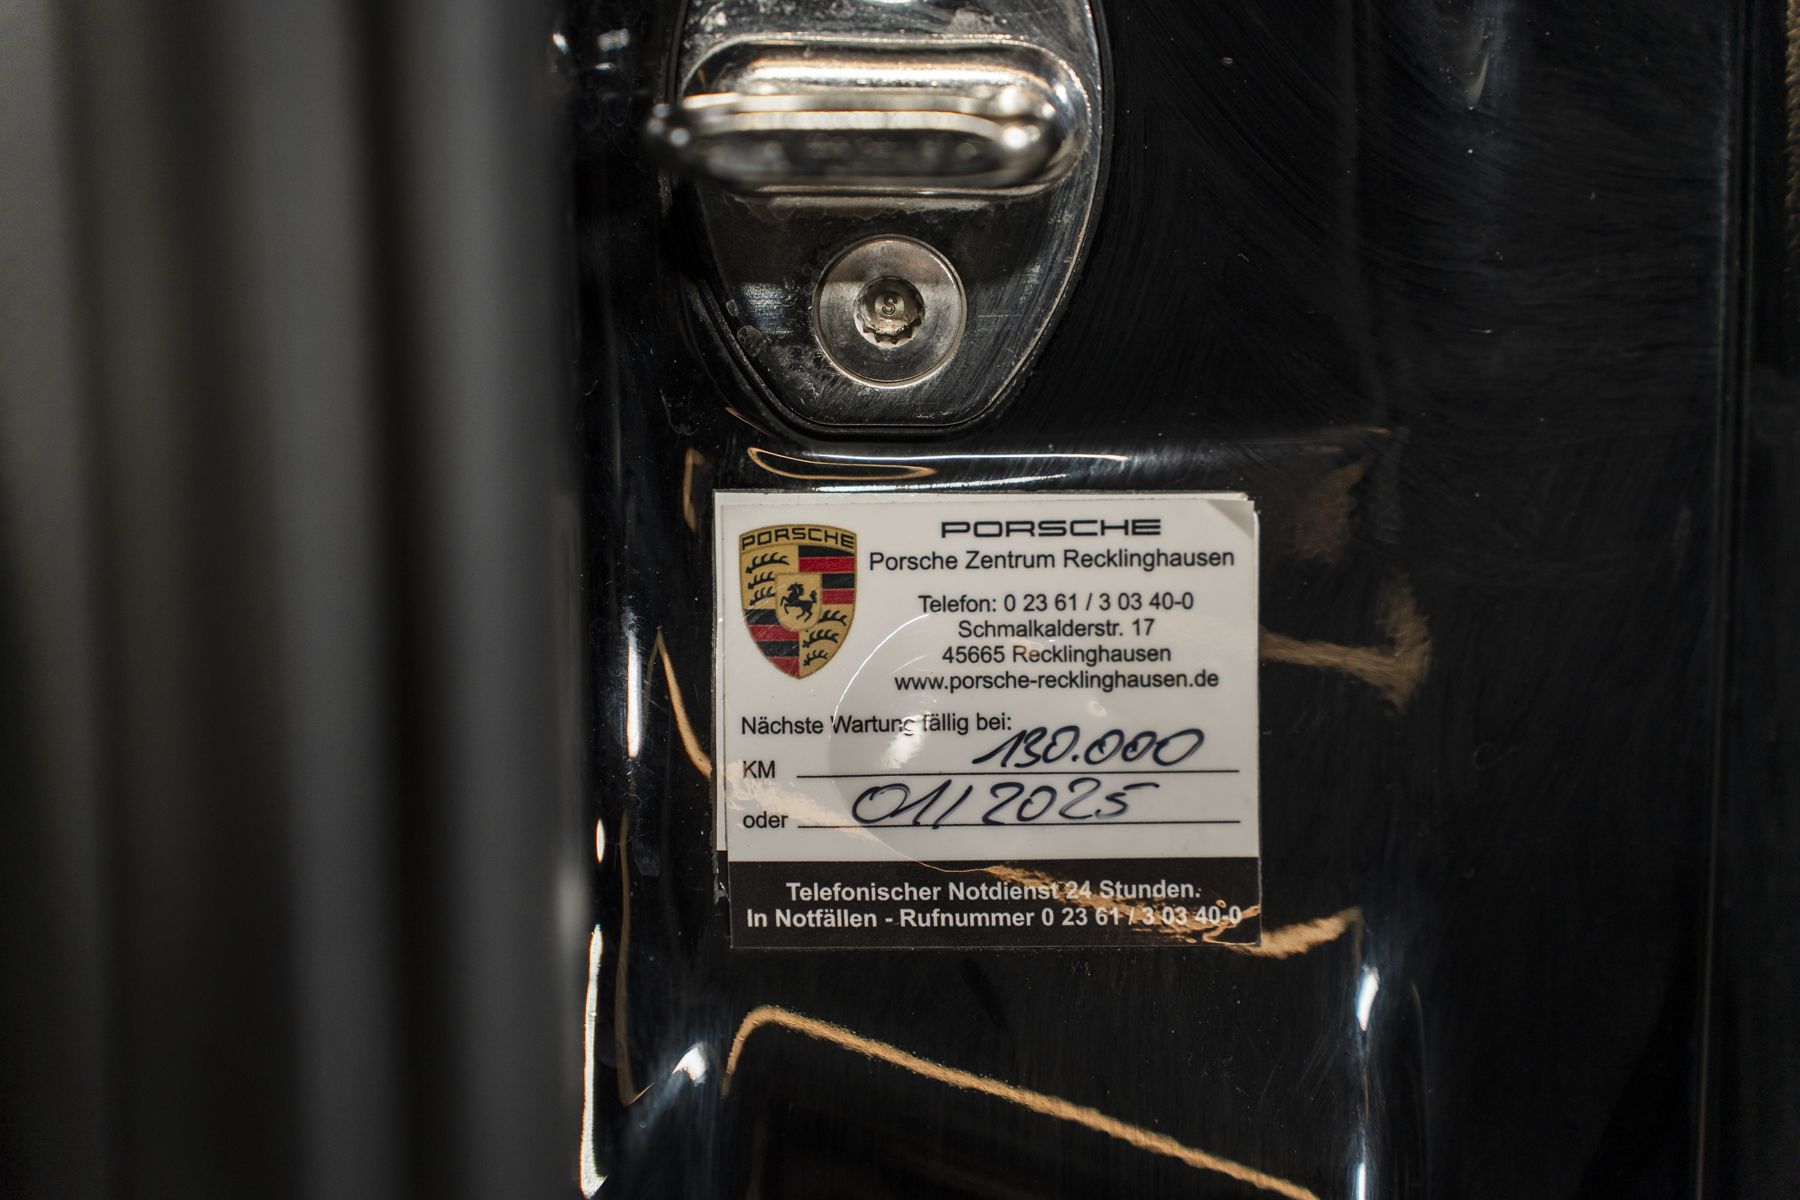 S
PORSCHE
PORSCHE
Porsche Zentrum Recklinghausen
Telefon: 0 23 61 / 3 03 40-0
Schmalkalderstr. 17
45665 Recklinghausen
www.porsche-recklinghausen.de
Nächste Wartung fällig bei:
KM 130.000
oder 01/2025
Telefonischer Notdienst 24 Stunden.
In Notfällen - Rufnummer 0 23 61 / 3 03 40-0